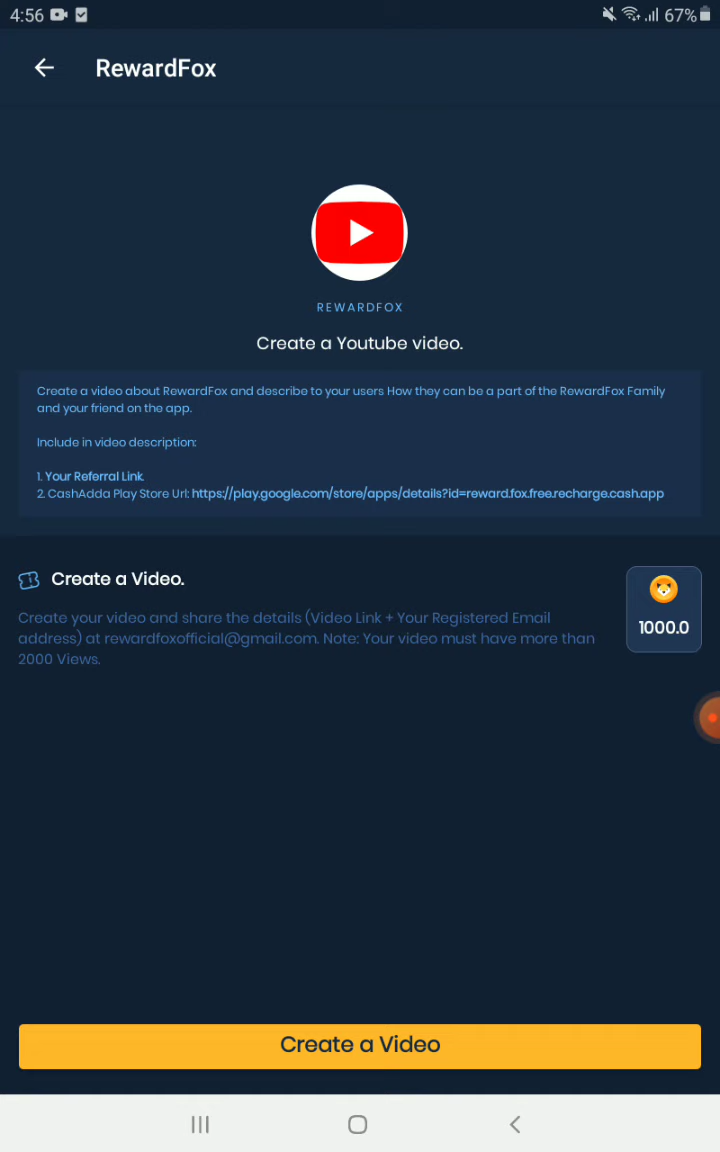 4:56
67%
RewardFox
REWARDFOX
Create a Youtube video.
Create a video about RewardFox and describe to your users How they can be a part of the RewardFox Family
and your friend on the app.
Include in video description:
1. Your Referral Link.
2. CashAdda Play Store Url: https://play.google.com/store/apps/details?id=reward.fox.free.recharge.cash.app
Create a Video.
Create your video and share the details (Video Link + Your Registered Email
address) at rewardfoxofficial@gmail.com. Note: Your video must have more than
2000 Views.
1000.0
Create a Video